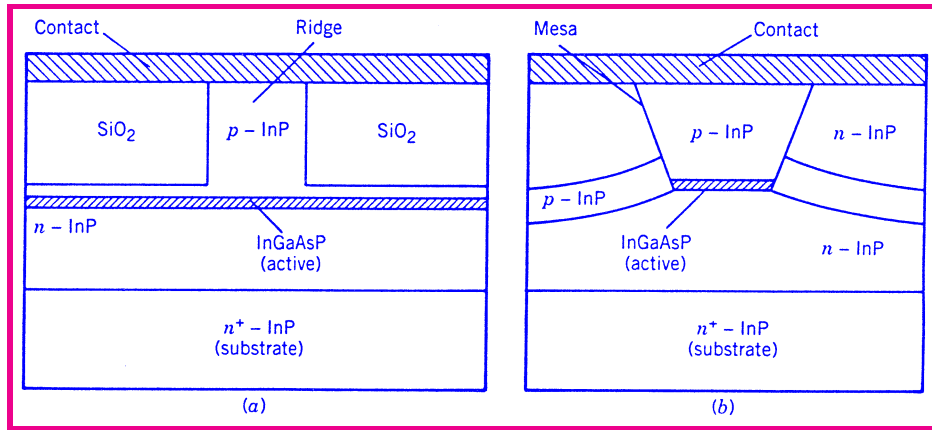 Contact
Ridge
SiO₂
p – InP
SiO₂
n – InP
InGaAsP
(active)
n⁺ – InP
(substrate)
(a)
Mesa
Contact
p – InP
n – InP
p – InP
InGaAsP
(active)
n – InP
n⁺ – InP
(substrate)
(b)